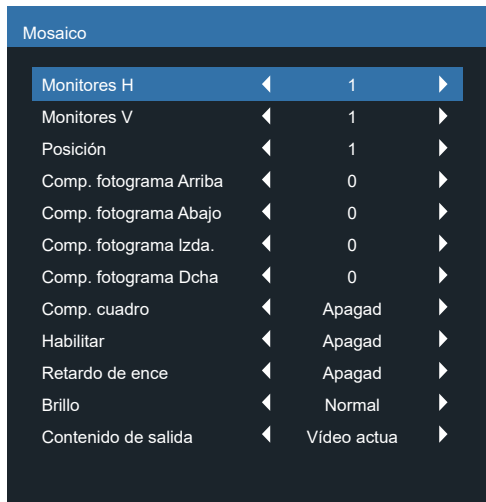 Mosaico
Monitores H 1
Monitores V 1
Posición 1
Comp. fotograma Arriba 0
Comp. fotograma Abajo 0
Comp. fotograma Izda. 0
Comp. fotograma Dcha 0
Comp. cuadro Apagad
Habilitar Apagad
Retardo de ence Apagad
Brillo Normal
Contenido de salida Vídeo actua